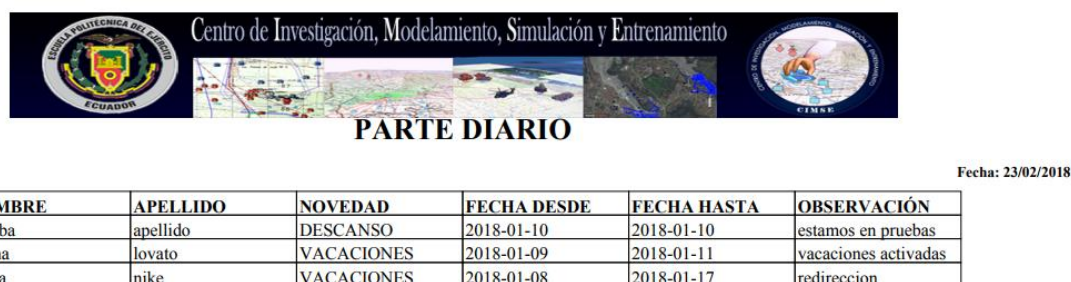 ESCUELA POLITECNICA DEL EJERCITO
ECUADOR
Centro de Investigación, Modelamiento, Simulación y Entrenamiento
CIMSE
PARTE DIARIO
Fecha: 23/02/2018
MBRE APELLIDO NOVEDAD FECHA DESDE FECHA HASTA OBSERVACIÓN
ba apellido DESCANSO 2018-01-10 2018-01-10 estamos en pruebas
a lovato VACACIONES 2018-01-09 2018-01-11 vacaciones activadas
a nike VACACIONES 2018-01-08 2018-01-17 redireccion